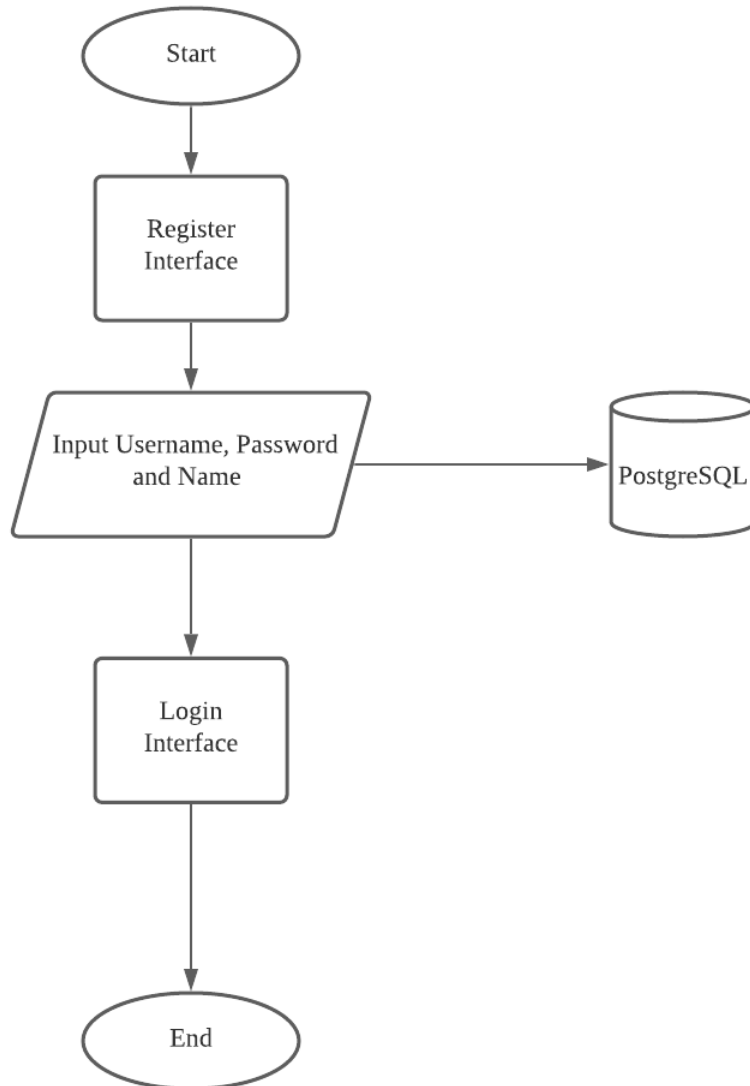 Start
Register
Interface
Input Username, Password
and Name
PostgreSQL
Login
Interface
End